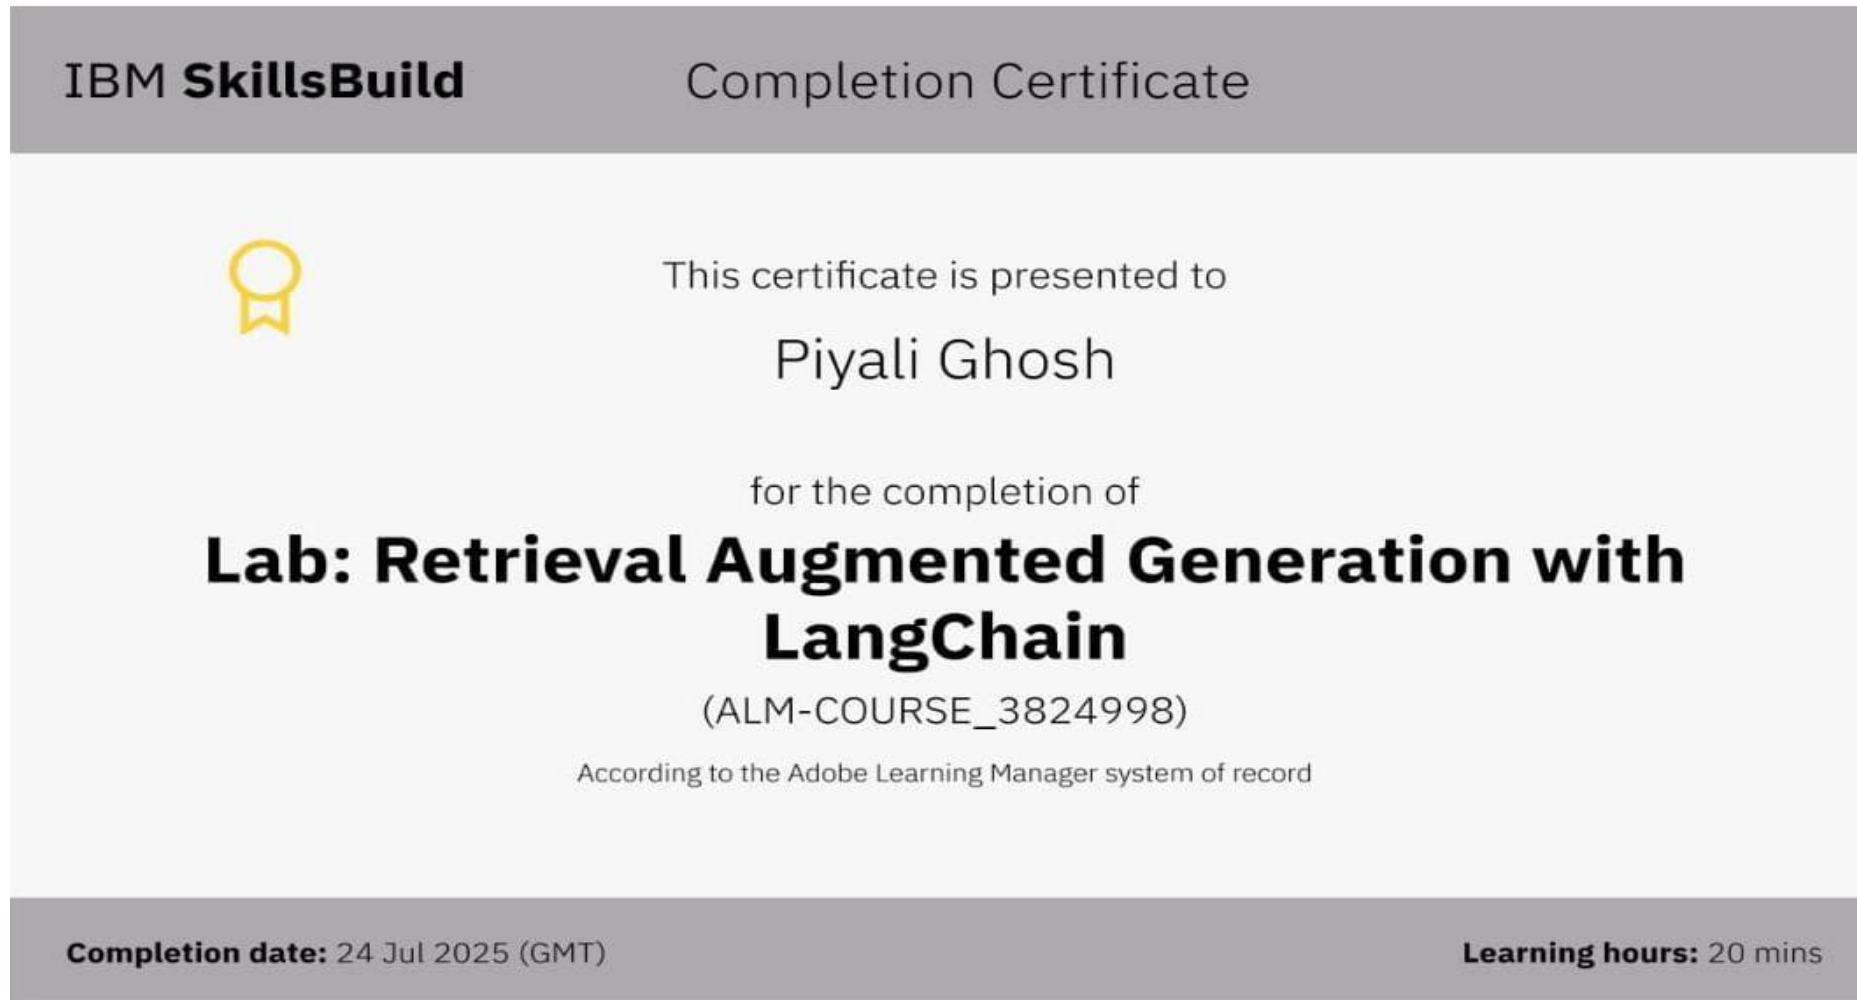 IBM SkillsBuild
Completion Certificate
This certificate is presented to
Piyali Ghosh
for the completion of
Lab: Retrieval Augmented Generation with
LangChain
(ALM-COURSE_3824998)
According to the Adobe Learning Manager system of record
Completion date: 24 Jul 2025 (GMT)
Learning hours: 20 mins